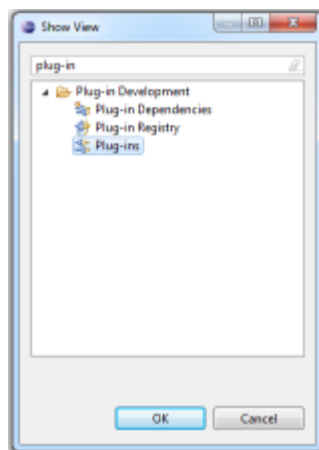 Show View
plug-in
Plug-in Development
Plug-in Dependencies
Plug-in Registry
Plug-ins
OK
Cancel